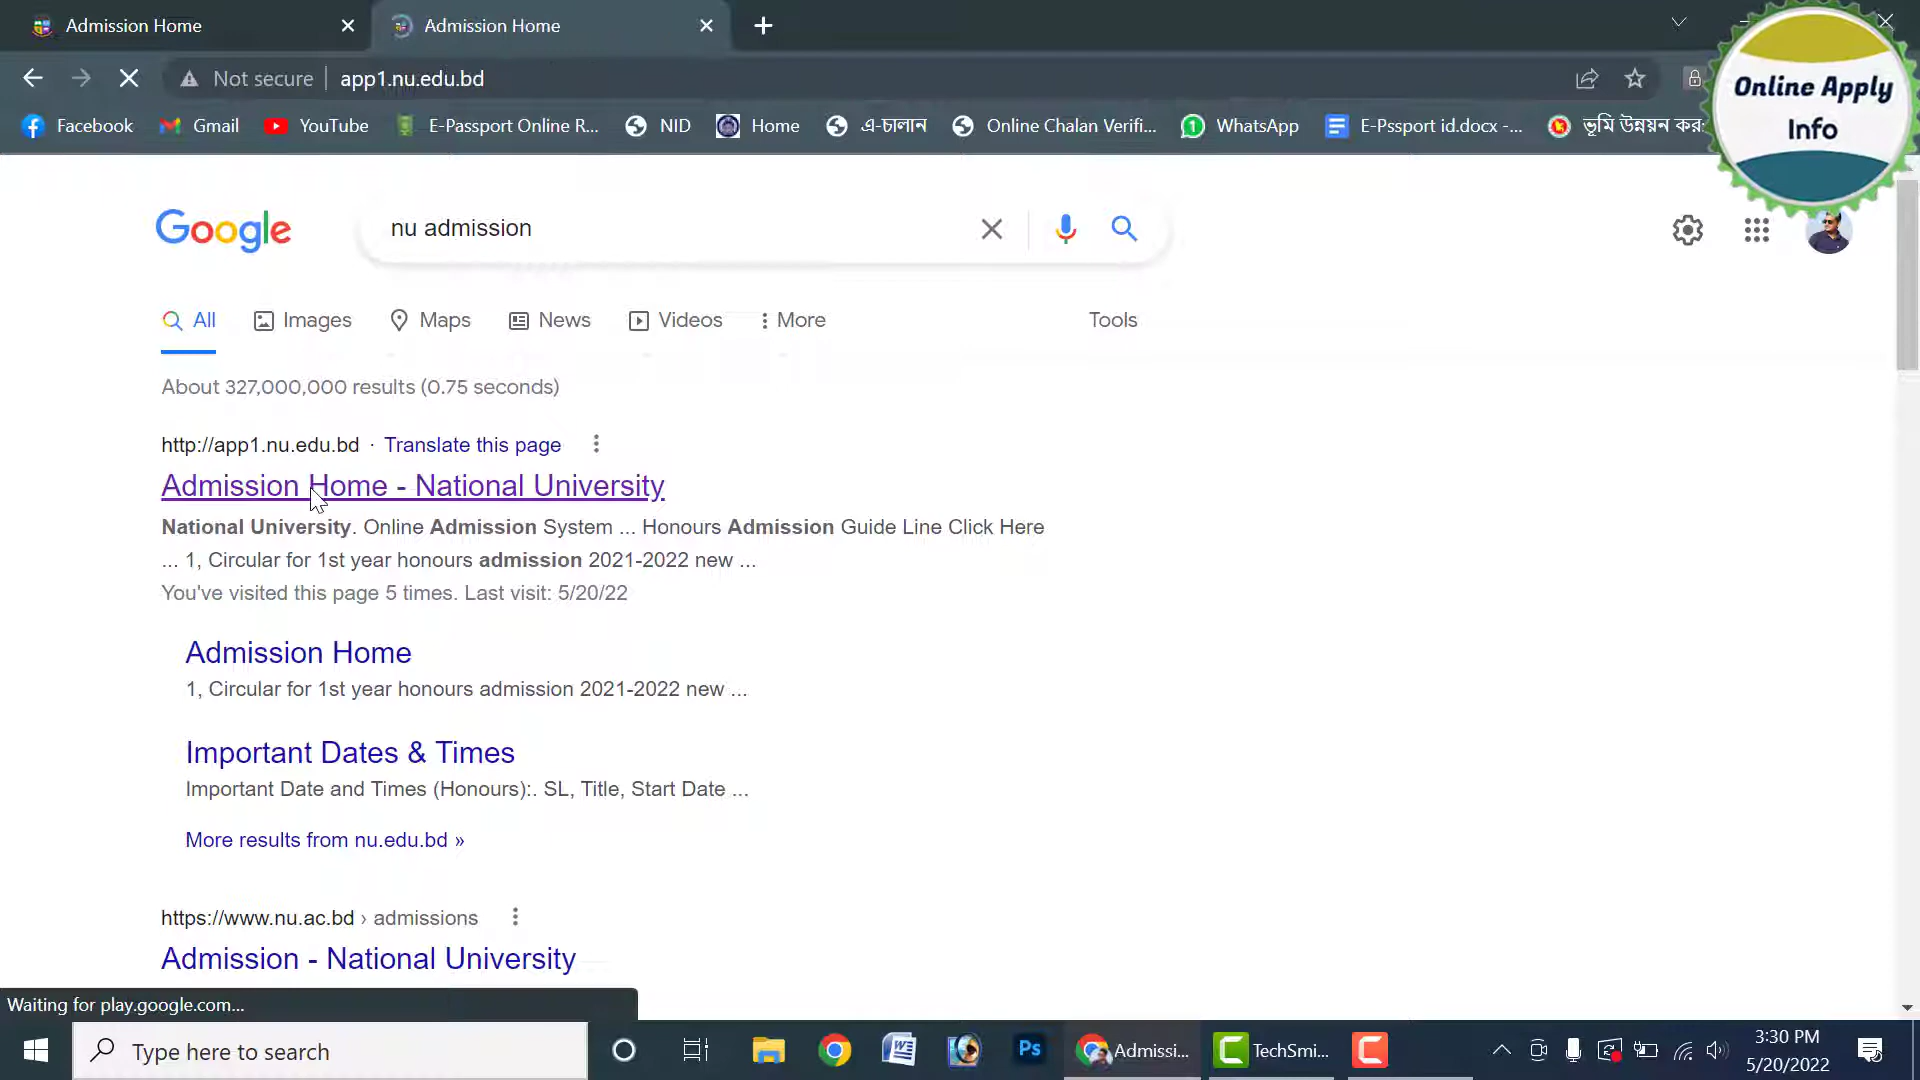 Admission Home
Admission Home
Online Apply
Info
Not secure
app1.nu.edu.bd
Facebook
Gmail
YouTube
E-Passport Online R...
NID
Home
এ-চালান
Online Chalan Verifi...
WhatsApp
E-Pssport id.docx -...
ভূমি উন্নয়ন কর
Google
nu admission
All
Images
Maps
News
Videos
More
Tools
About 327,000,000 results (0.75 seconds)
http://app1.nu.edu.bd · Translate this page
Admission Home - National University
National University. Online Admission System ... Honours Admission Guide Line Click Here
... 1, Circular for 1st year honours admission 2021-2022 new ...
You've visited this page 5 times. Last visit: 5/20/22
Admission Home
1, Circular for 1st year honours admission 2021-2022 new ...
Important Dates & Times
Important Date and Times (Honours):. SL, Title, Start Date ...
More results from nu.edu.bd »
https://www.nu.ac.bd › admissions
Admission - National University
Waiting for play.google.com...
Type here to search
Ps
Admissi...
TechSmi...
3:30 PM
5/20/2022